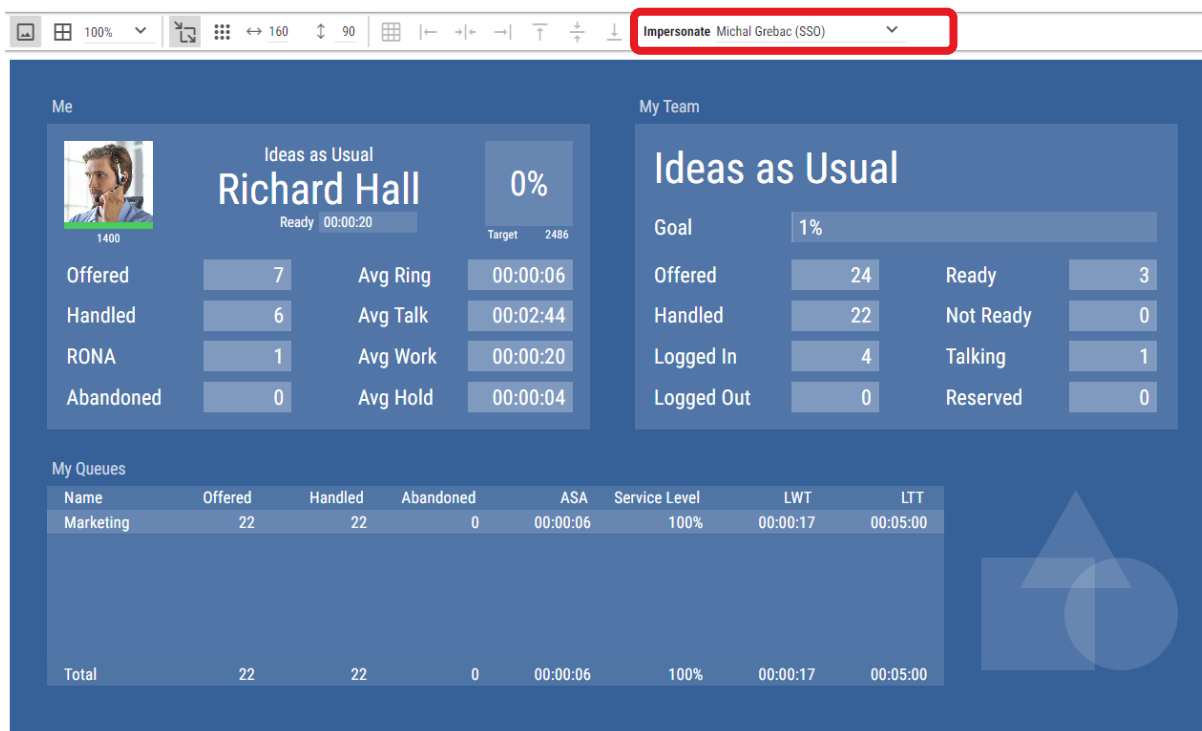 100% 160 90 Impersonate Michal Grebac (SSO)
Me
Ideas as Usual
Richard Hall
Ready 00:00:20
1400
0%
Target 2486
Offered 7 Avg Ring 00:00:06
Handled 6 Avg Talk 00:02:44
RONA 1 Avg Work 00:00:20
Abandoned 0 Avg Hold 00:00:04
My Team
Ideas as Usual
Goal 1%
Offered 24 Ready 3
Handled 22 Not Ready 0
Logged In 4 Talking 1
Logged Out 0 Reserved 0
My Queues
Name Offered Handled Abandoned ASA Service Level LWT LTT
Marketing 22 22 0 00:00:06 100% 00:00:17 00:05:00
Total 22 22 0 00:00:06 100% 00:00:17 00:05:00